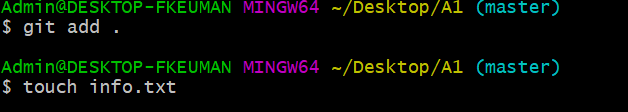 Admin@DESKTOP-FKEUMAN MINGW64 ~/Desktop/A1 (master)
$ git add .
Admin@DESKTOP-FKEUMAN MINGW64 ~/Desktop/A1 (master)
$ touch info.txt